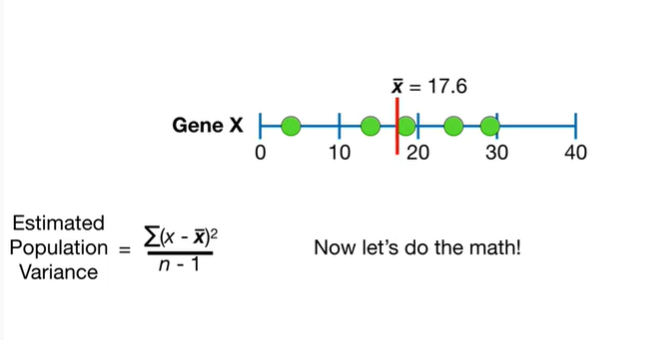 x̄ = 17.6
Gene X
0 10 20 30 40
Estimated
Population
Variance
=
∑(x - x̄)²
n - 1
Now let's do the math!